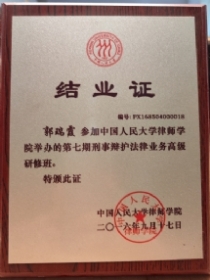 结业证
编号: FX168504030018
郭瑞霞 参加中国人民大学律师学
院举办的第七期刑事辩护法律业务高级
研修班。
特颁此证
中国人民大学律师学院
二〇一六年九月十七日